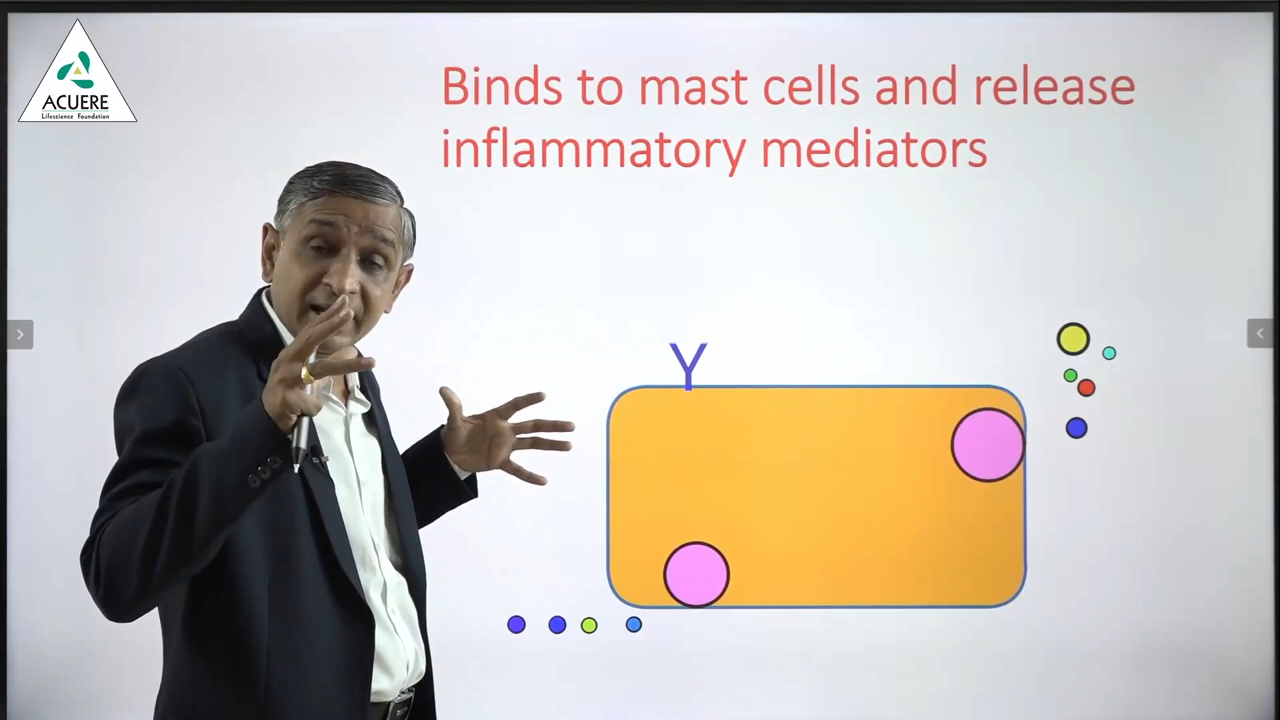 ACUERE
Lifescience Foundation
Binds to mast cells and release
inflammatory mediators
Y